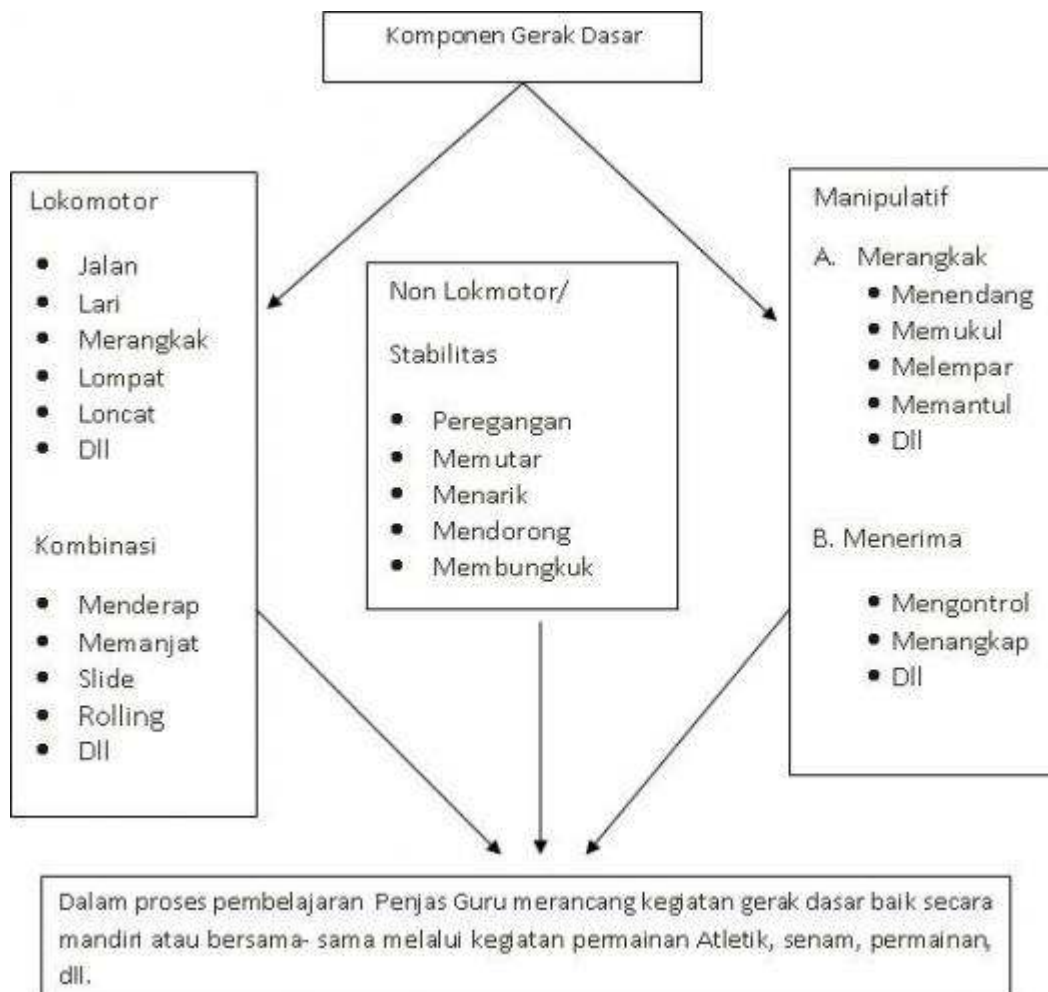 Komponen Gerak Dasar
Lokomotor
• Jalan
• Lari
• Merangkak
• Lompat
• Loncat
• Dll
Kombinasi
• Menderap
• Memanjat
• Slide
• Rolling
• Dll
Non Lokmotor/
Stabilitas
• Peregangan
• Memutar
• Menarik
• Mendorong
• Membungkuk
Manipulatif
A. Merangkak
• Menendang
• Memukul
• Melempar
• Memantul
• Dll
B. Menerima
• Mengontrol
• Menangkap
• Dll
Dalam proses pembelajaran Penjas Guru merancang kegiatan gerak dasar baik secara
mandiri atau bersama- sama melalui kegiatan permainan Atletik, senam, permainan,
dll.